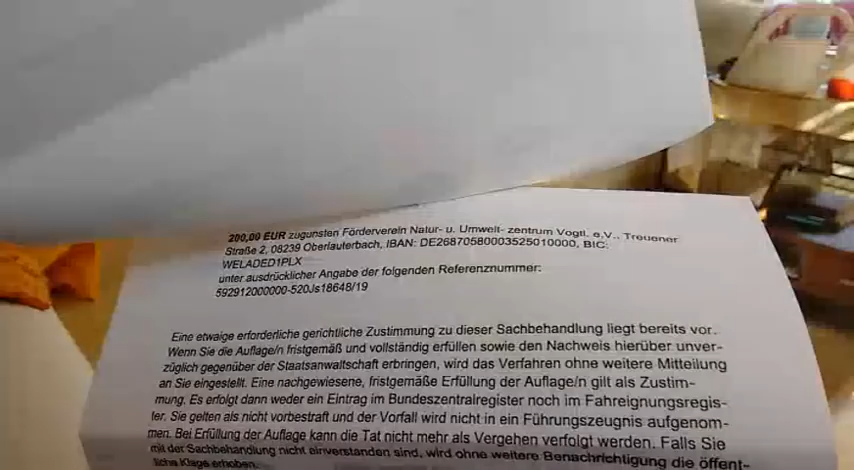 200,00 EUR zugunsten Förderverein Natur- u. Umwelt- zentrum Vogtl. e.V., Treuener
Straße 2, 08239 Oberlauterbach, IBAN: DE26870580003525010000, BIC:
WELADED1PLX
unter ausdrücklicher Angabe der folgenden Referenznummer:
592912000000-520Js18648/19
Eine etwaige erforderliche gerichtliche Zustimmung zu dieser Sachbehandlung liegt bereits vor.
Wenn Sie die Auflage/n fristgemäß und vollständig erfüllen sowie den Nachweis hierüber unver-
züglich gegenüber der Staatsanwaltschaft erbringen, wird das Verfahren ohne weitere Mitteilung
an Sie eingestellt. Eine nachgewiesene, fristgemäße Erfüllung der Auflage/n gilt als Zustim-
mung. Es erfolgt dann weder ein Eintrag im Bundeszentralregister noch im Fahreignungsregis-
ter. Sie gelten als nicht vorbestraft und der Vorfall wird nicht in ein Führungszeugnis aufgenom-
men. Bei Erfüllung der Auflage kann die Tat nicht mehr als Vergehen verfolgt werden. Falls Sie
mit der Sachbehandlung nicht einverstanden sind, wird ohne weitere Benachrichtigung die öffent-
liche Klage erhoben.